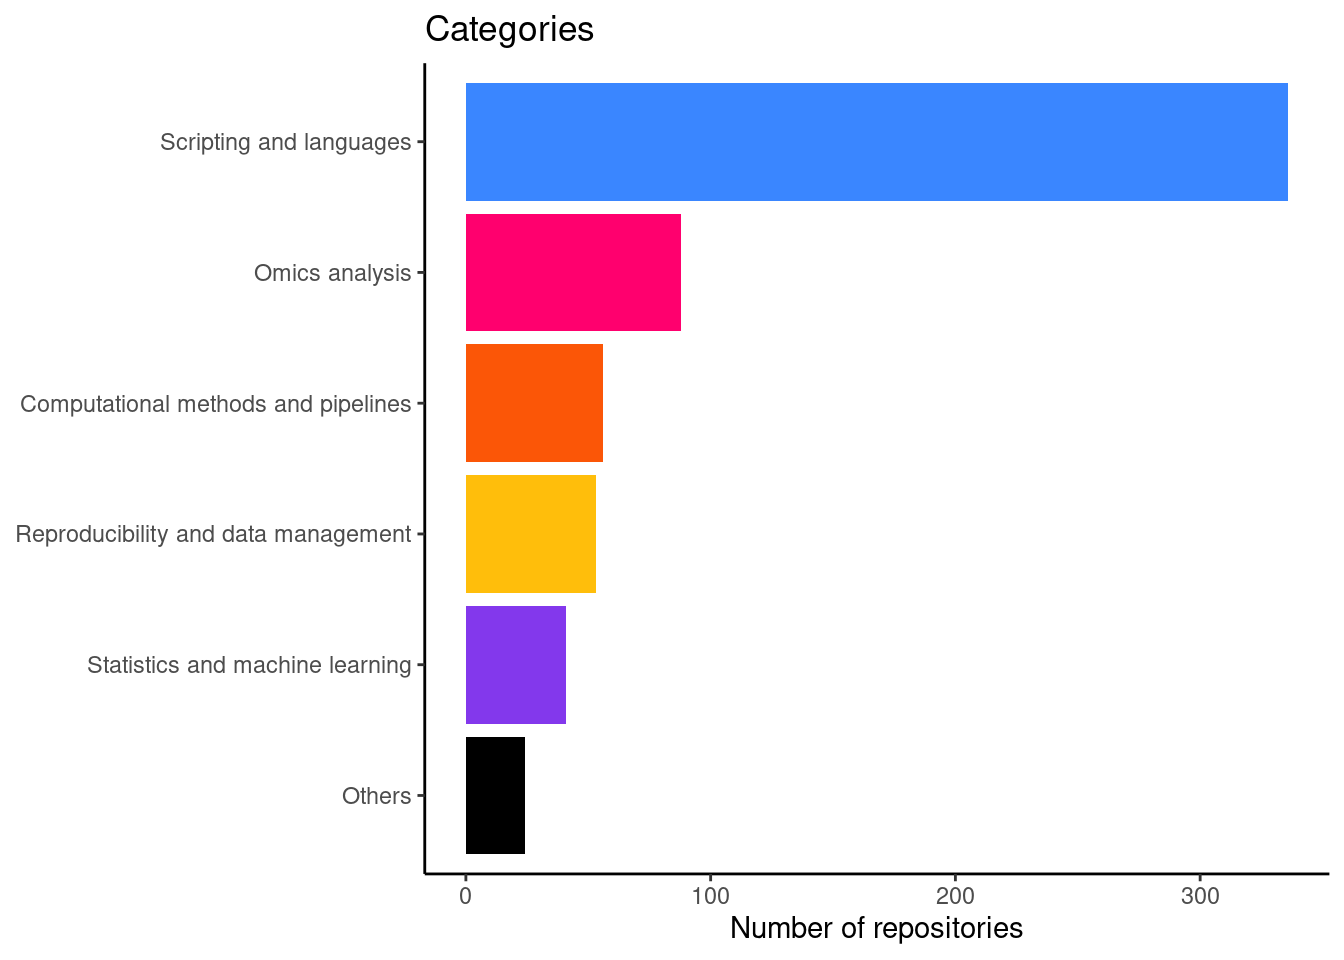 Categories
Scripting and languages
Omics analysis
Computational methods and pipelines
Reproducibility and data management
Statistics and machine learning
Others
0 100 200 300
Number of repositories